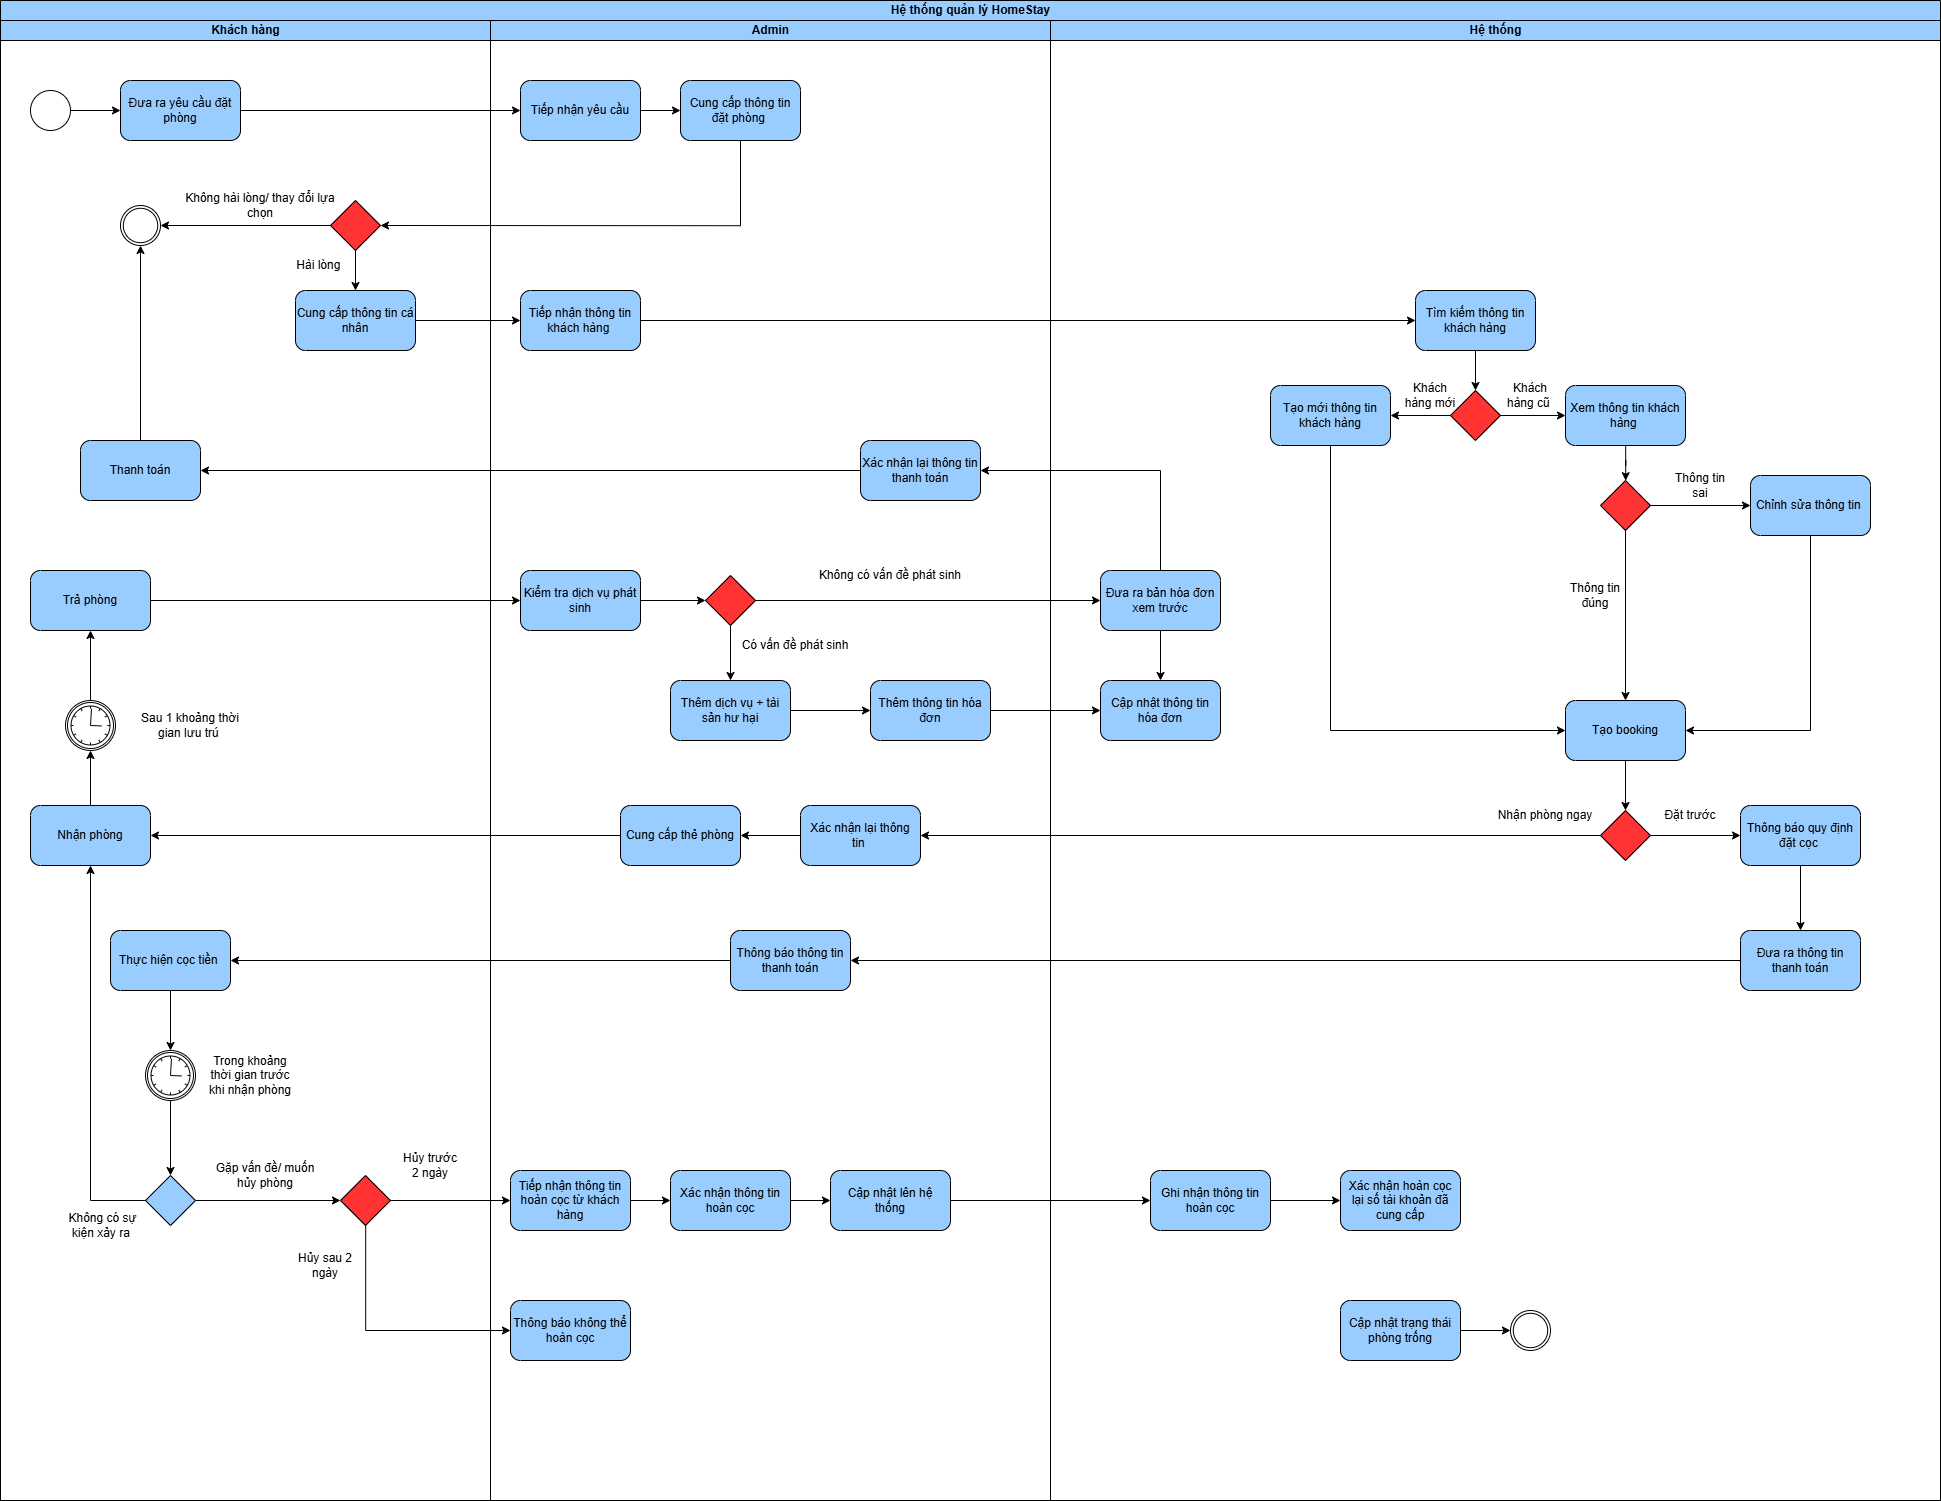 Hệ thống quản lý HomeStay
Khách hàng
Admin
Hệ thống
Đưa ra yêu cầu đặt
phòng
Tiếp nhận yêu cầu
Cung cấp thông tin
đặt phòng
Không hải lòng/ thay đổi lựa
chọn
Hải lòng
Cung cấp thông tin cá
nhân
Tiếp nhận thông tin
khách hàng
Tìm kiếm thông tin
khách hàng
Khách
hàng mới
Khách
hàng cũ
Tạo mới thông tin
khách hàng
Xem thông tin khách
hàng
Thanh toán
Xác nhận lại thông tin
thanh toán
Thông tin
sai
Chỉnh sửa thông tin
Trả phòng
Kiểm tra dịch vụ phát
sinh
Không có vấn đề phát sinh
Đưa ra bản hóa đơn
xem trước
Thông tin
đúng
Có vấn đề phát sinh
Thêm dịch vụ + tài
sản hư hại
Thêm thông tin hóa
đơn
Cập nhật thông tin
hóa đơn
Sau 1 khoảng thời
gian lưu trú
Tạo booking
Nhận phòng
Cung cấp thẻ phòng
Xác nhận lại thông
tin
Nhận phòng ngay
Đặt trước
Thông báo quy định
đặt cọc
Thực hiện cọc tiền
Thông báo thông tin
thanh toán
Đưa ra thông tin
thanh toán
Trong khoảng
thời gian trước
khi nhận phòng
Gặp vấn đề/ muốn
hủy phòng
Hủy trước
2 ngày
Tiếp nhận thông tin
hoàn cọc từ khách
hàng
Xác nhận thông tin
hoàn cọc
Cập nhật lên hệ
thống
Ghi nhận thông tin
hoàn cọc
Xác nhận hoàn cọc
lại số tài khoản đã
cung cấp
Không có sự
kiện xảy ra
Hủy sau 2
ngày
Thông báo không thể
hoàn cọc
Cập nhật trạng thái
phòng trống